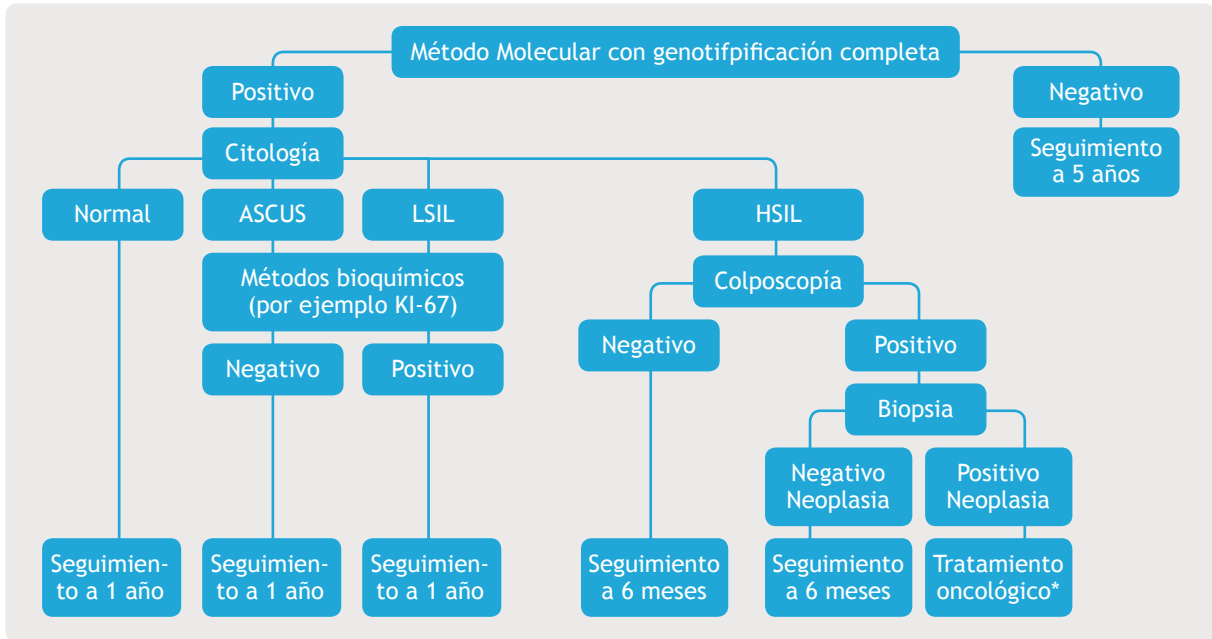 Método Molecular con genotifpificación completa
Positivo
Negativo
Citología
Seguimiento
a 5 años
Normal
ASCUS
LSIL
HSIL
Métodos bioquímicos
(por ejemplo KI-67)
Colposcopía
Negativo
Positivo
Negativo
Positivo
Biopsia
Negativo
Neoplasia
Positivo
Neoplasia
Seguimien-
to a 1 año
Seguimien-
to a 1 año
Seguimien-
to a 1 año
Seguimiento
a 6 meses
Seguimiento
a 6 meses
Tratamiento
oncológico*